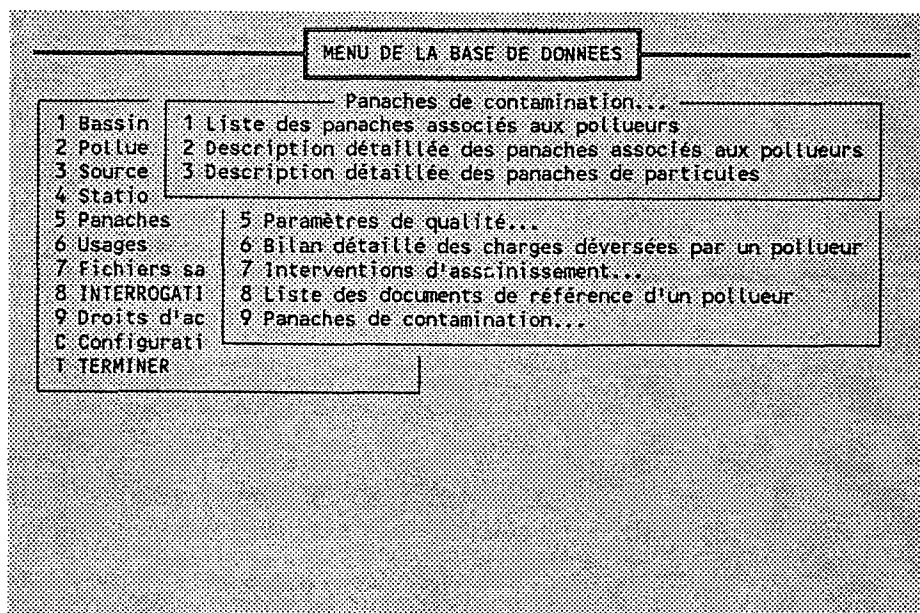 MENU DE LA BASE DE DONNEES
Panaches de contamination...
1 Bassin
1 Liste des panaches associés aux pollueurs
2 Pollue
2 Description détaillée des panaches associés aux pollueurs
3 Source
3 Description détaillée des panaches de particules
4 Statio
5 Panaches
5 Paramètres de qualité...
6 Usages
6 Bilan détaillé des charges déversées par un pollueur
7 Fichiers sa
7 Interventions d'assainissement...
8 INTERROGATI
8 Liste des documents de référence d'un pollueur
9 Droits d'ac
9 Panaches de contamination...
C Configurati
T TERMINER